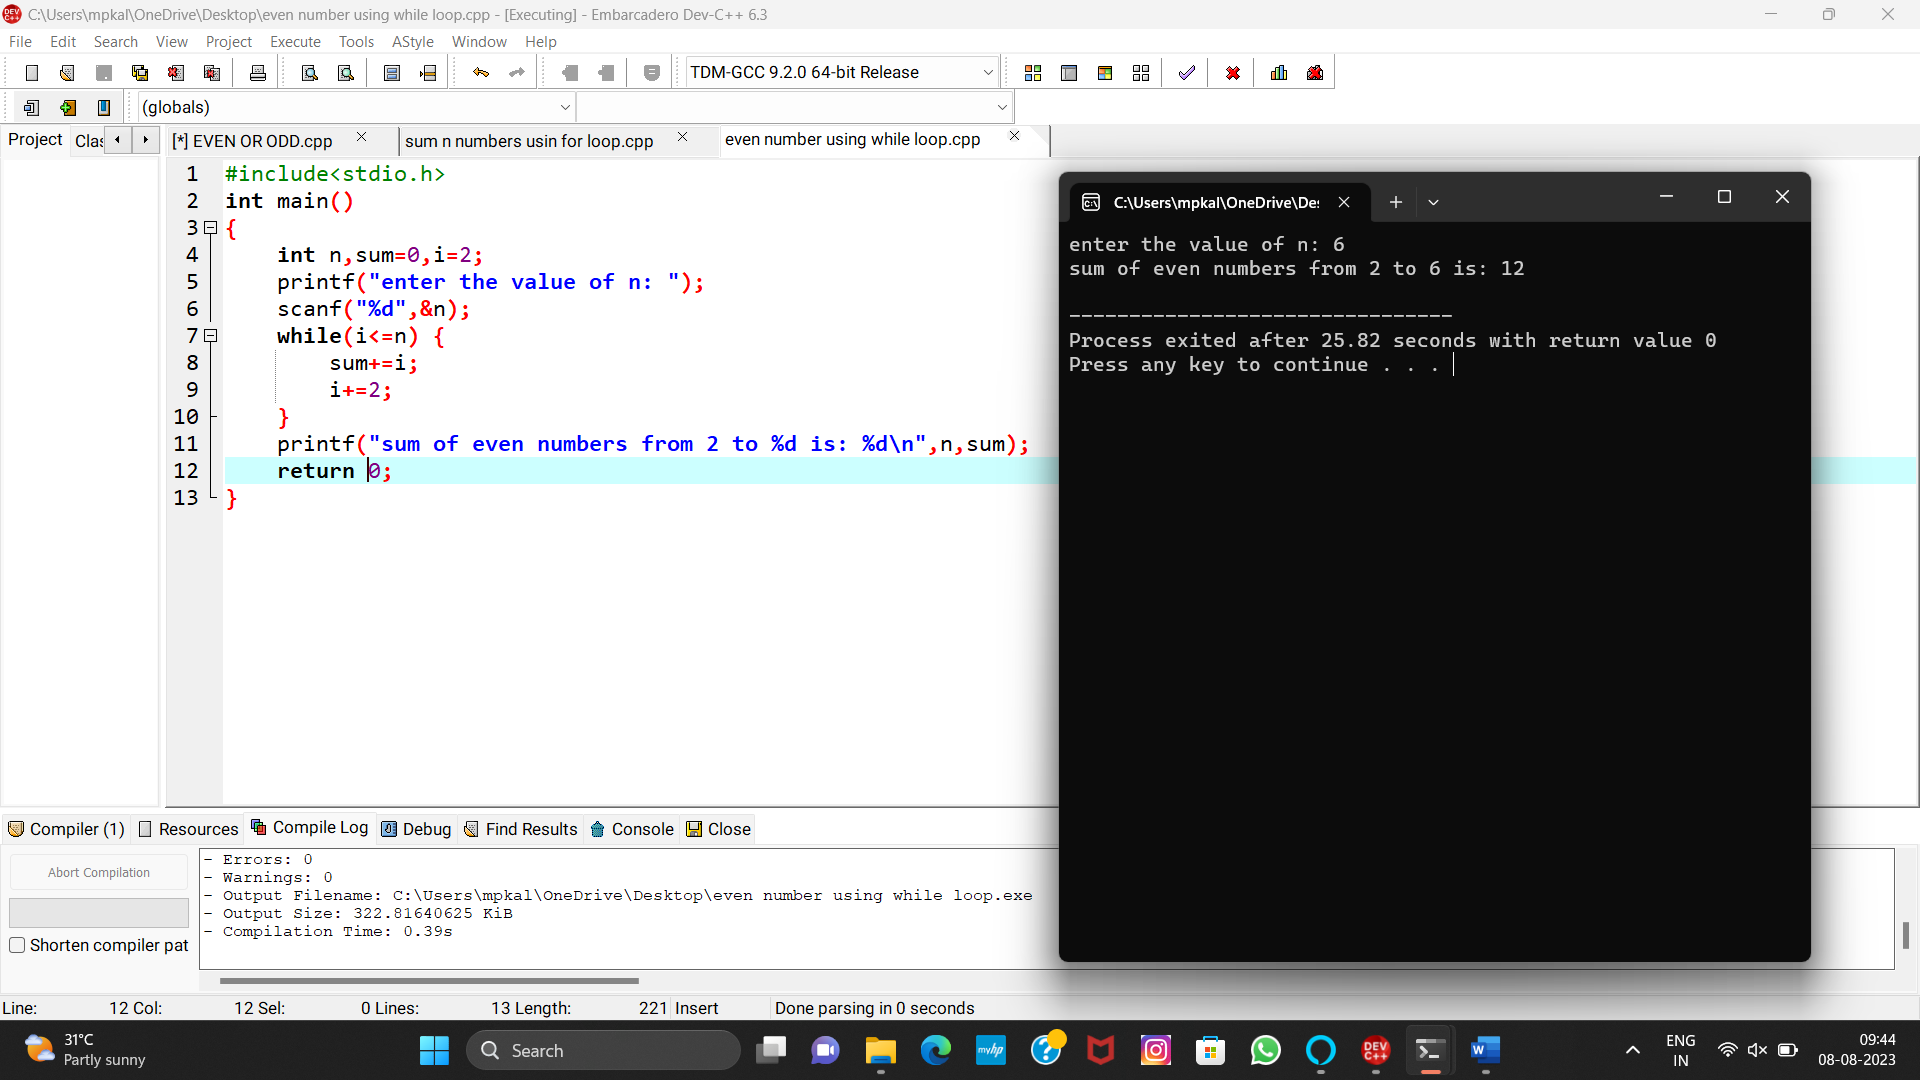 C:\Users\mpkal\OneDrive\Desktop\even number using while loop.cpp - [Executing] - Embarcadero Dev-C++ 6.3
File Edit Search View Project Execute Tools AStyle Window Help
TDM-GCC 9.2.0 64-bit Release
(globals)
Project Clas [*] EVEN OR ODD.cpp sum n numbers usin for loop.cpp even number using while loop.cpp
1 #include<stdio.h>
2 int main()
3 {
4 int n,sum=0,i=2;
5 printf("enter the value of n: ");
6 scanf("%d",&n);
7 while(i<=n) {
8 sum+=i;
9 i+=2;
10 }
11 printf("sum of even numbers from 2 to %d is: %d\n",n,sum);
12 return 0;
13 }
C:\Users\mpkal\OneDrive\Des
enter the value of n: 6
sum of even numbers from 2 to 6 is: 12
--------------------------------
Process exited after 25.82 seconds with return value 0
Press any key to continue . . .
Compiler (1) Resources Compile Log Debug Find Results Console Close
Abort Compilation
Shorten compiler pat
- Errors: 0
- Warnings: 0
- Output Filename: C:\Users\mpkal\OneDrive\Desktop\even number using while loop.exe
- Output Size: 322.81640625 KiB
- Compilation Time: 0.39s
Line: 12 Col: 12 Sel: 0 Lines: 13 Length: 221 Insert Done parsing in 0 seconds
31°C
Partly sunny
Search
myhp
DEV
C++
W
ENG
IN
09:44
08-08-2023